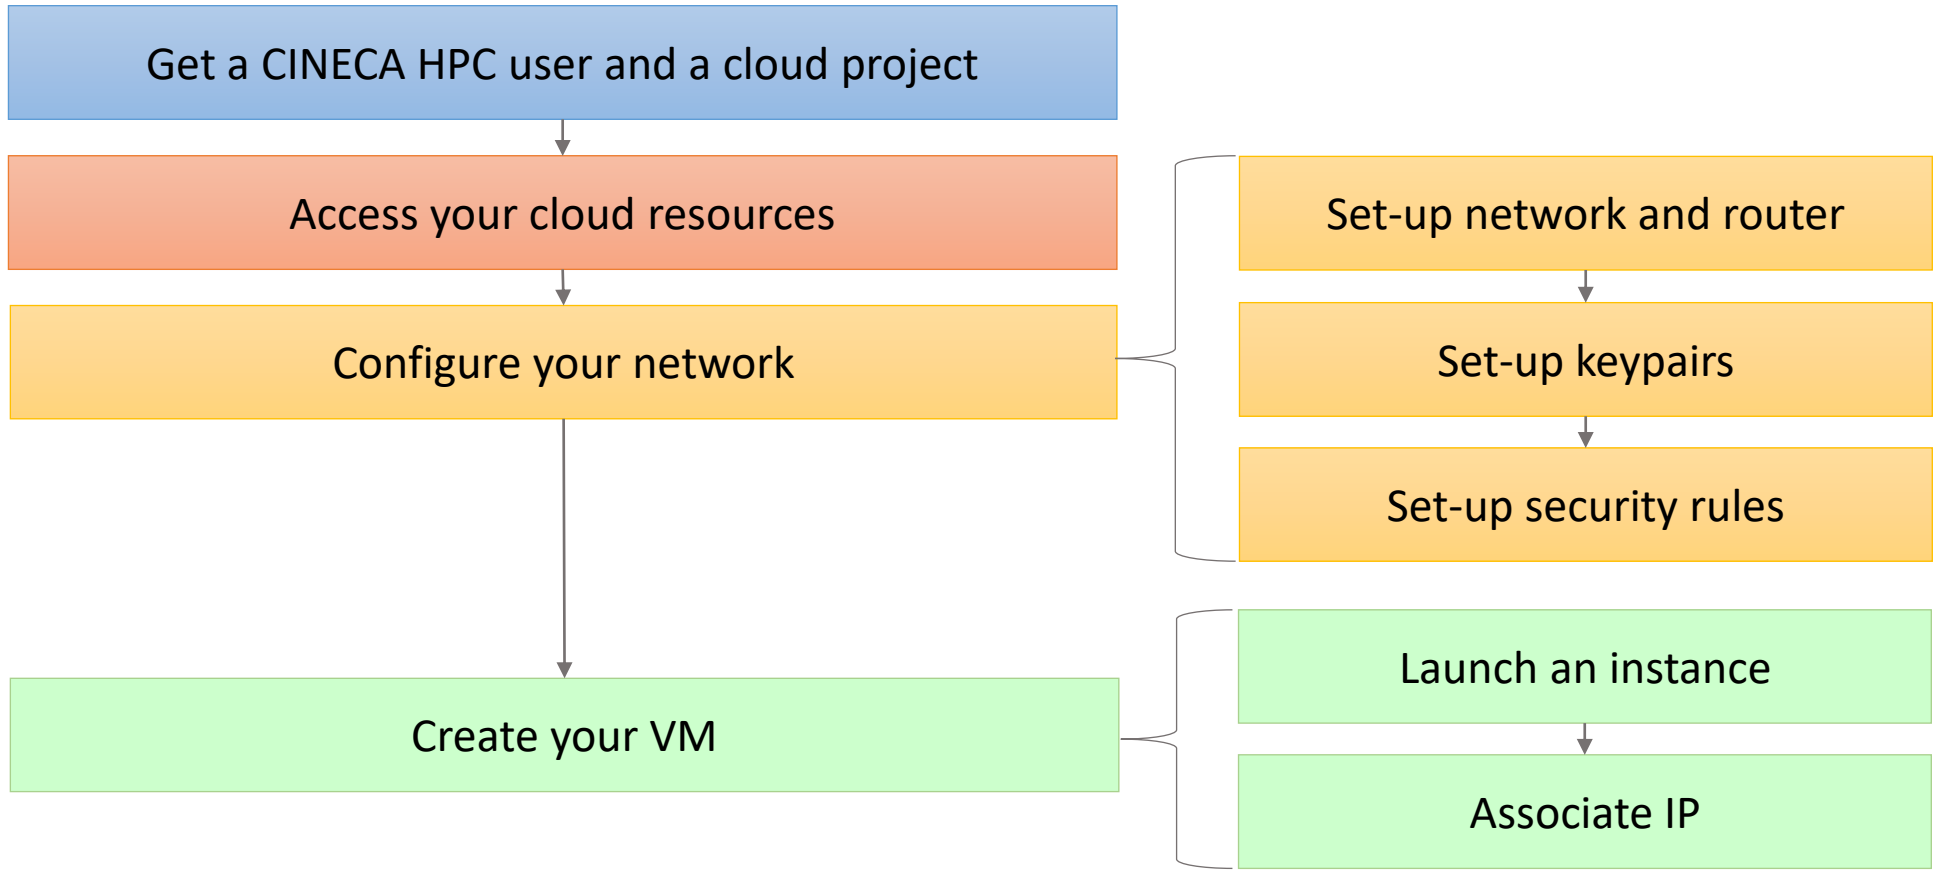 Get a CINECA HPC user and a cloud project
Access your cloud resources
Configure your network
Set-up network and router
Set-up keypairs
Set-up security rules
Create your VM
Launch an instance
Associate IP